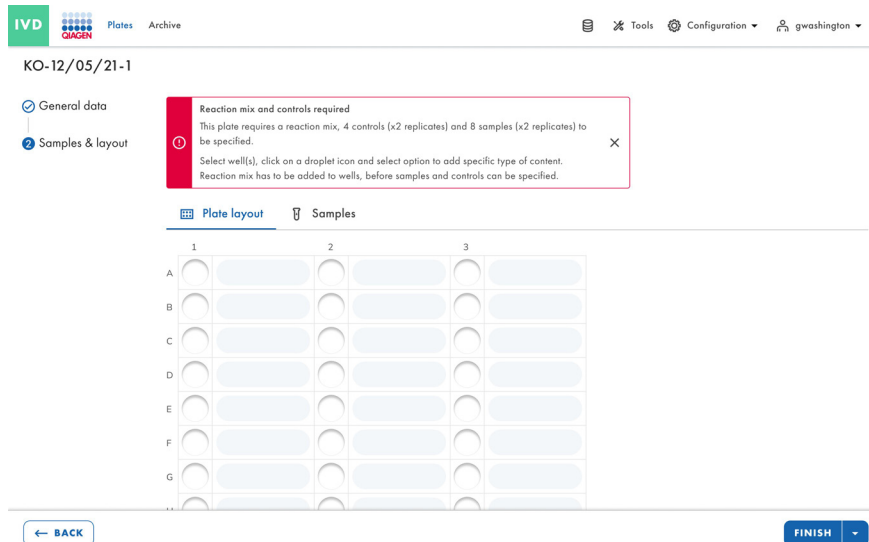 IVD
QIAGEN
Plates Archive
Tools Configuration gwashington
KO-12/05/21-1
General data
2 Samples & layout
Reaction mix and controls required
This plate requires a reaction mix, 4 controls (x2 replicates) and 8 samples (x2 replicates) to
be specified.
Select well(s), click on a droplet icon and select option to add specific type of content.
Reaction mix has to be added to wells, before samples and controls can be specified.
Plate layout Samples
1 2 3
A
B
C
D
E
F
G
← BACK
FINISH